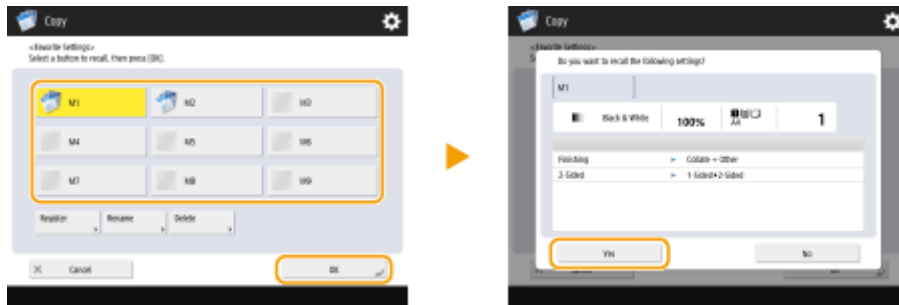 Copy
<Favorite Settings>
Select a button to recall, then press [OK].
M1
M2
M3
M4
M5
M6
M7
M8
M9
Register
Rename
Delete
Cancel
OK
Copy
<Favorite Settings>
Do you want to recall the following settings?
M1
Black & White
100%
A4
1
Finishing
Collate + Other
2-Sided
1-Sided▸2-Sided
Yes
No